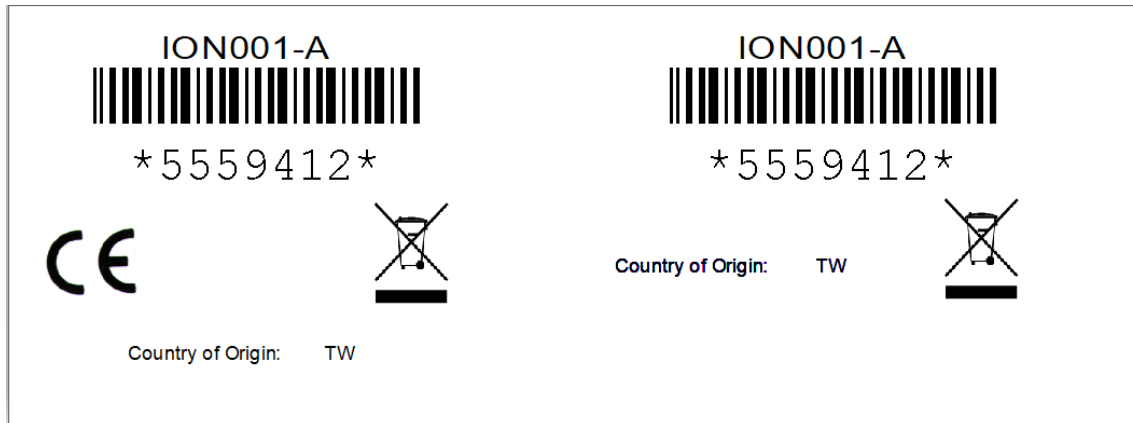 ION001-A
*5559412*
CE
Country of Origin: TW
ION001-A
*5559412*
Country of Origin: TW